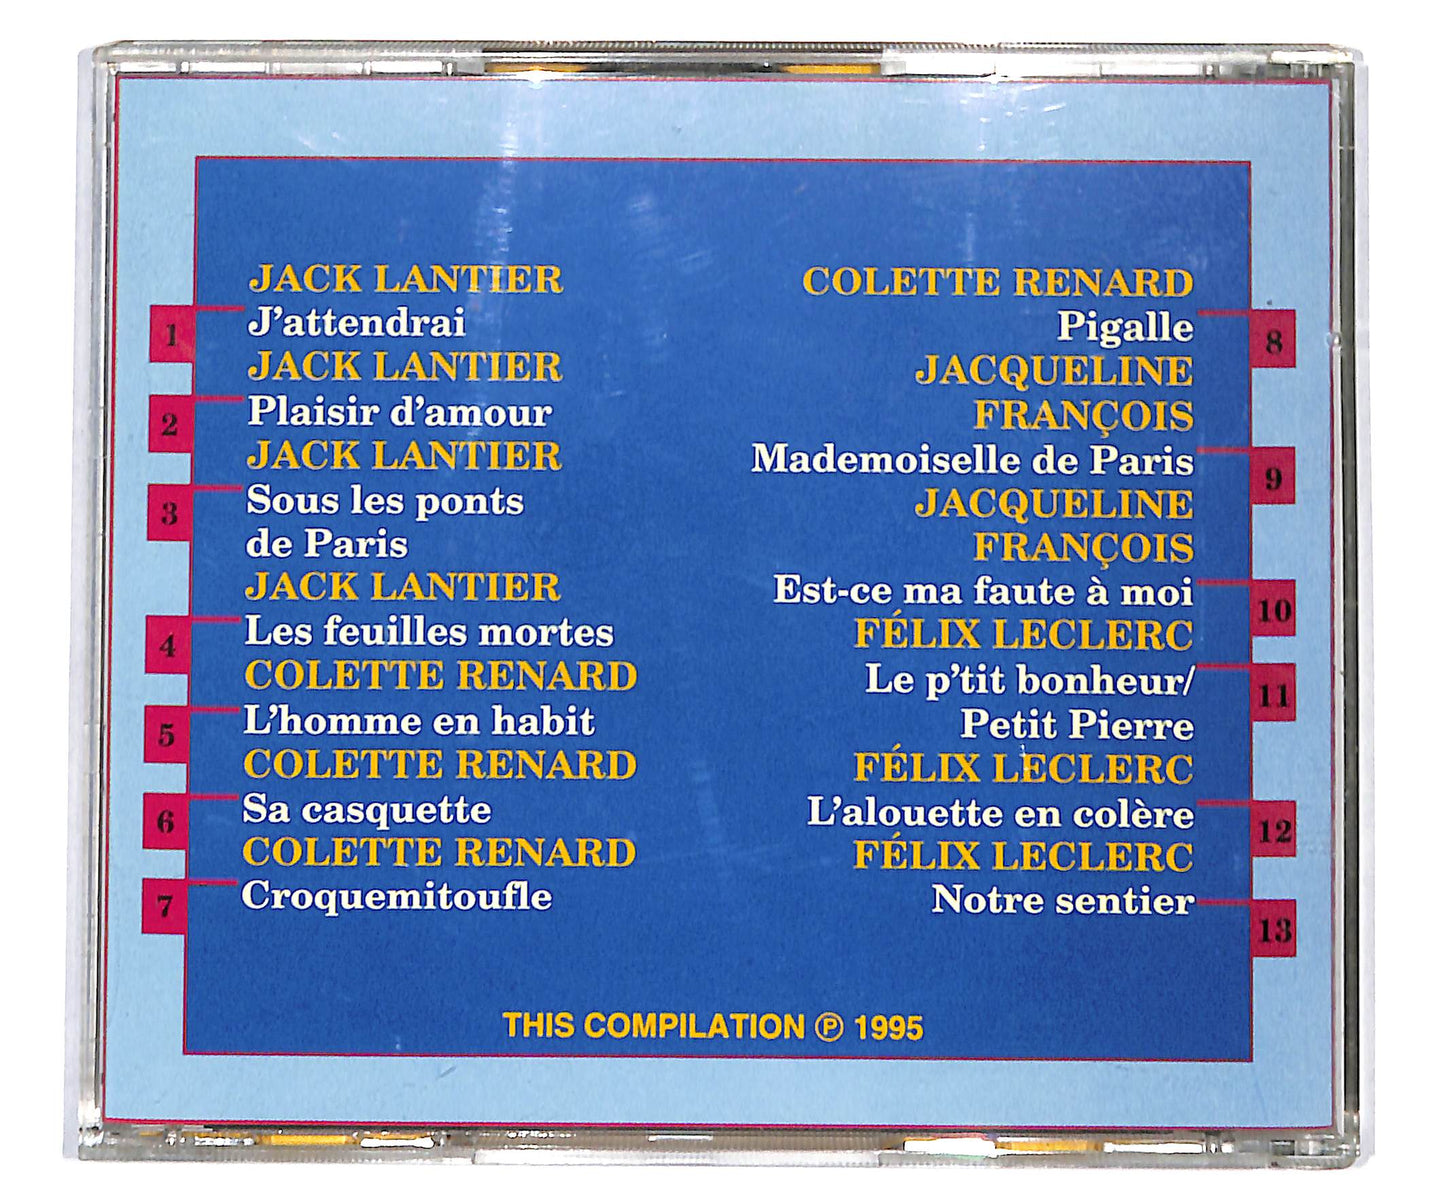 JACK LANTIER
1 J'attendrai
JACK LANTIER
2 Plaisir d'amour
JACK LANTIER
3 Sous les ponts
de Paris
JACK LANTIER
4 Les feuilles mortes
COLETTE RENARD
5 L'homme en habit
COLETTE RENARD
6 Sa casquette
COLETTE RENARD
7 Croquemitoufle
COLETTE RENARD
Pigalle 8
JACQUELINE
FRANÇOIS
Mademoiselle de Paris 9
JACQUELINE
FRANÇOIS
Est-ce ma faute à moi 10
FÉLIX LECLERC
Le p'tit bonheur/ 11
Petit Pierre
FÉLIX LECLERC
L'alouette en colère 12
FÉLIX LECLERC
Notre sentier 13
THIS COMPILATION ℗ 1995